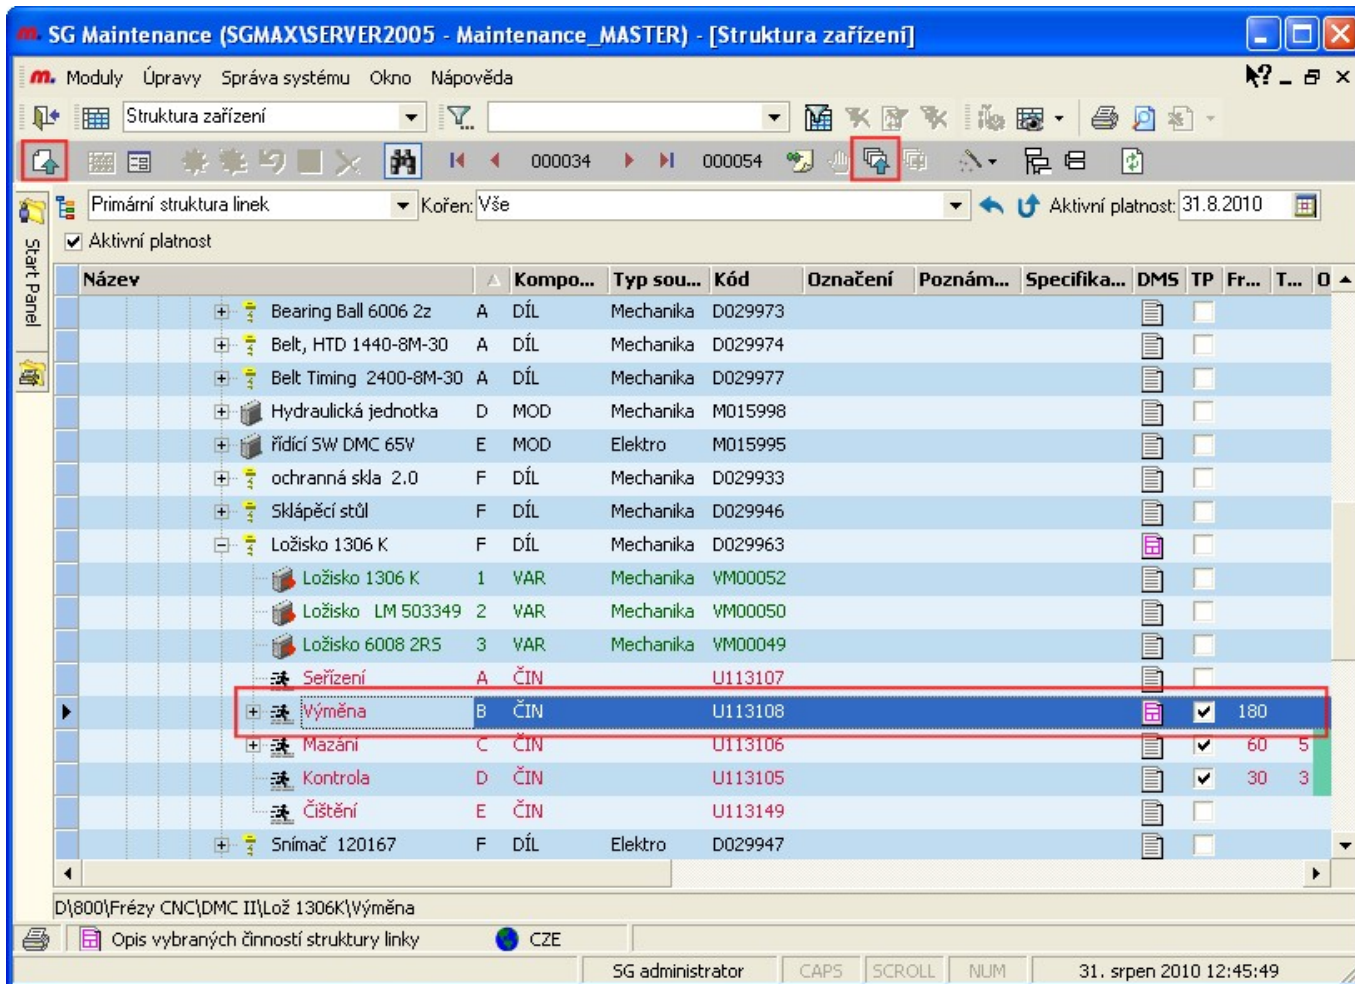 SG Maintenance (SGMAX\SERVER2005 - Maintenance_MASTER) - [Struktura zařízení]
Moduly Úpravy Správa systému Okno Nápověda
Struktura zařízení
000034 000054
Primární struktura linek Kořen: Vše Aktivní platnost: 31.8.2010
Aktivní platnost
Start Panel
Název Kompo... Typ sou... Kód Označení Poznám... Specifika... DMS TP Fr... T... O
Bearing Ball 6006 2z A DÍL Mechanika D029973
Belt, HTD 1440-8M-30 A DÍL Mechanika D029974
Belt Timing 2400-8M-30 A DÍL Mechanika D029977
Hydraulická jednotka D MOD Mechanika M015998
řídící SW DMC 65V E MOD Elektro M015995
ochranná skla 2.0 F DÍL Mechanika D029933
Sklápěcí stůl F DÍL Mechanika D029946
Ložisko 1306 K F DÍL Mechanika D029963
Ložisko 1306 K 1 VAR Mechanika VM00052
Ložisko LM 503349 2 VAR Mechanika VM00050
Ložisko 6008 2RS 3 VAR Mechanika VM00049
Seřízení A ČIN U113107
Výměna B ČIN U113108 180
Mazání C ČIN U113106 60 5
Kontrola D ČIN U113105 30 3
Čištění E ČIN U113149
Snímač 120167 F DÍL Elektro D029947
D\800\Frézy CNC\DMC II\Lož 1306K\Výměna
Opis vybraných činností struktury linky CZE
SG administrator CAPS SCROLL NUM 31. srpen 2010 12:45:49